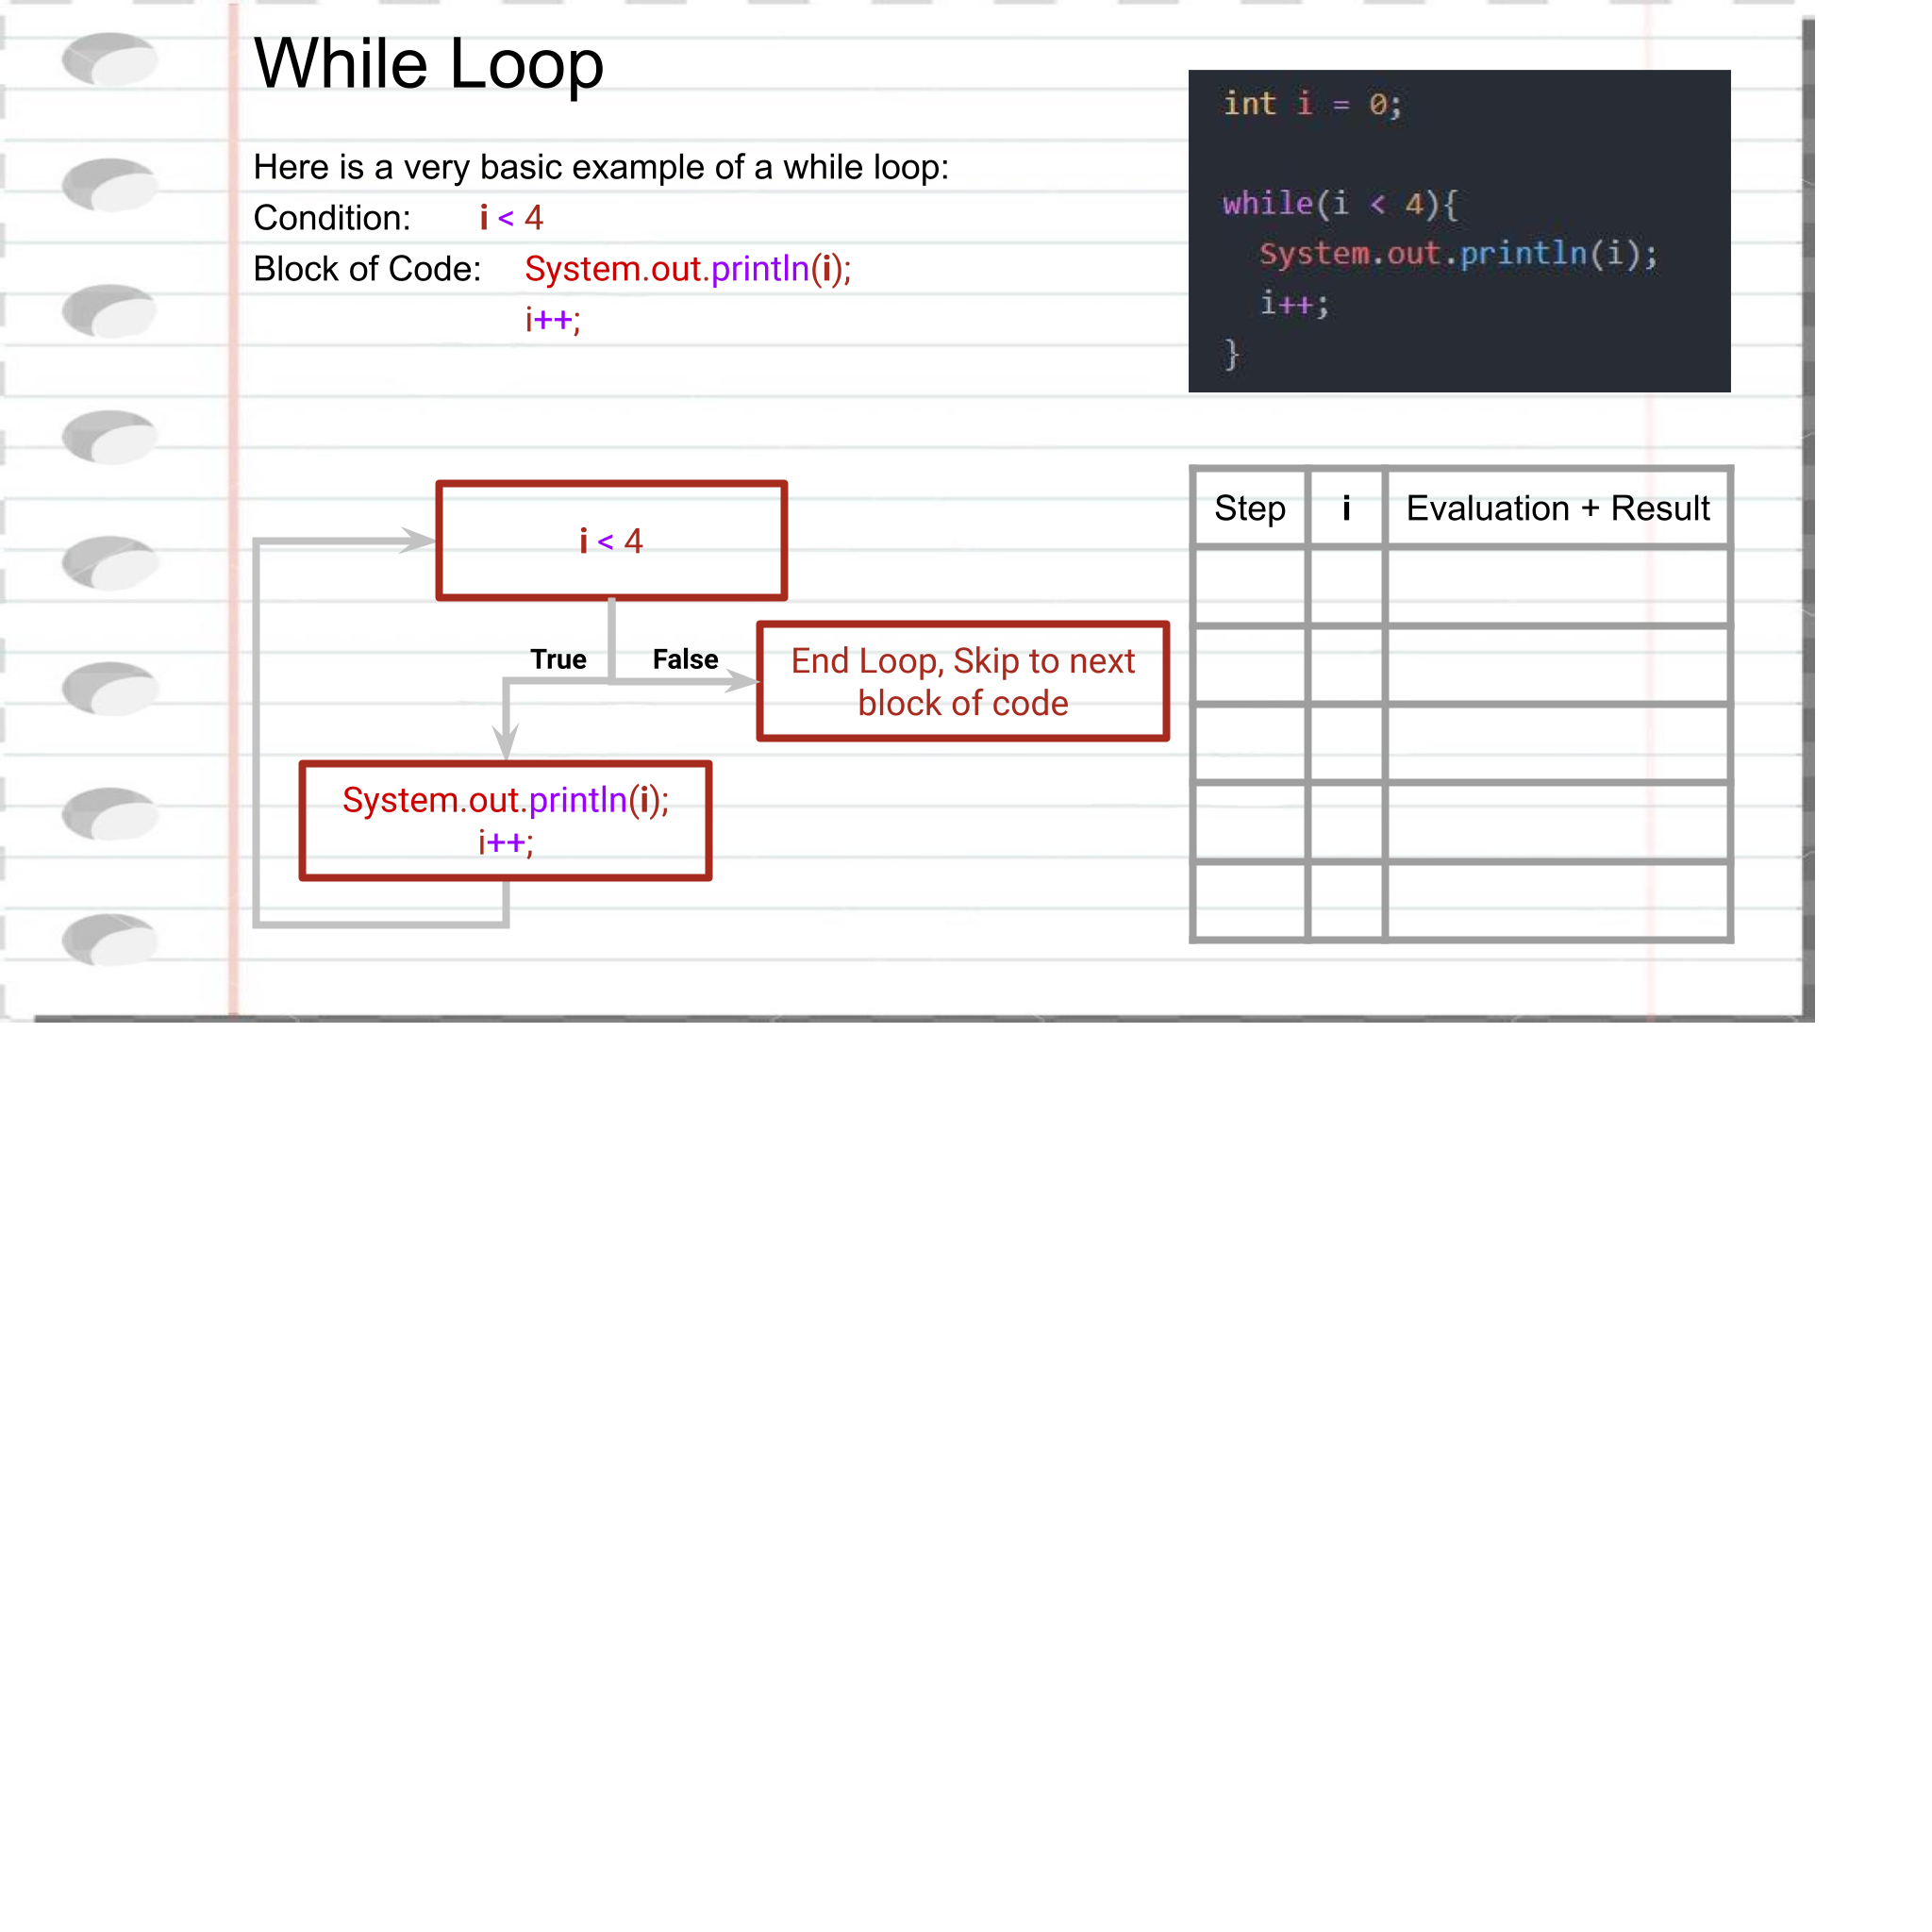 While Loop
Here is a very basic example of a while loop:
Condition: i < 4
Block of Code: System.out.println(i);
i++;
int i = 0;
while(i < 4){
System.out.println(i);
i++;
}
i < 4
True False
End Loop, Skip to next
block of code
System.out.println(i);
i++;
Step i Evaluation + Result